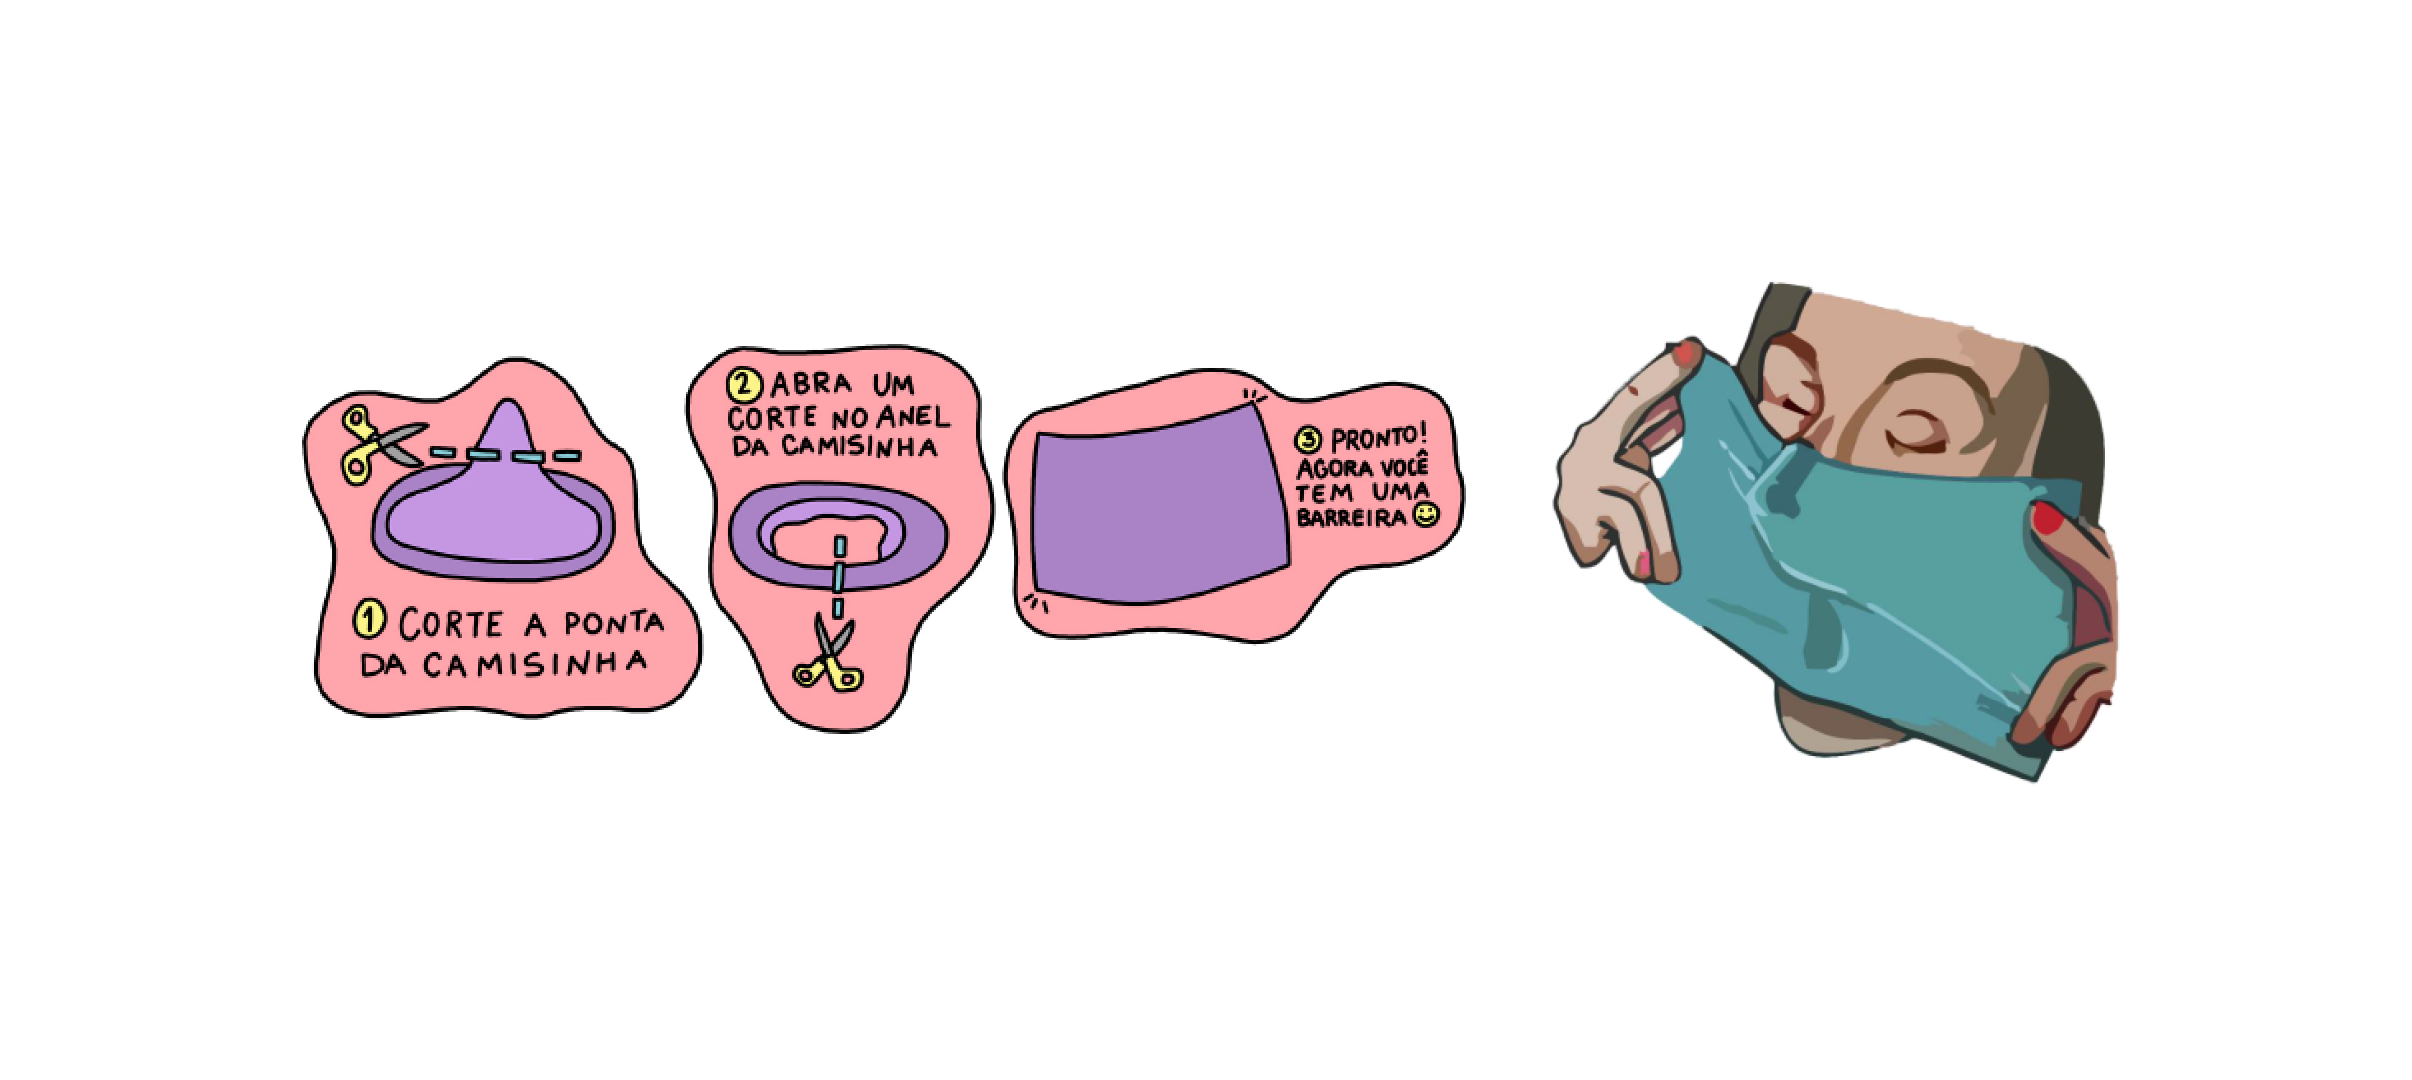 1 CORTE A PONTA
DA CAMISINHA
2 ABRA UM
CORTE NO ANEL
DA CAMISINHA
3 PRONTO!
AGORA VOCÊ
TEM UMA
BARREIRA